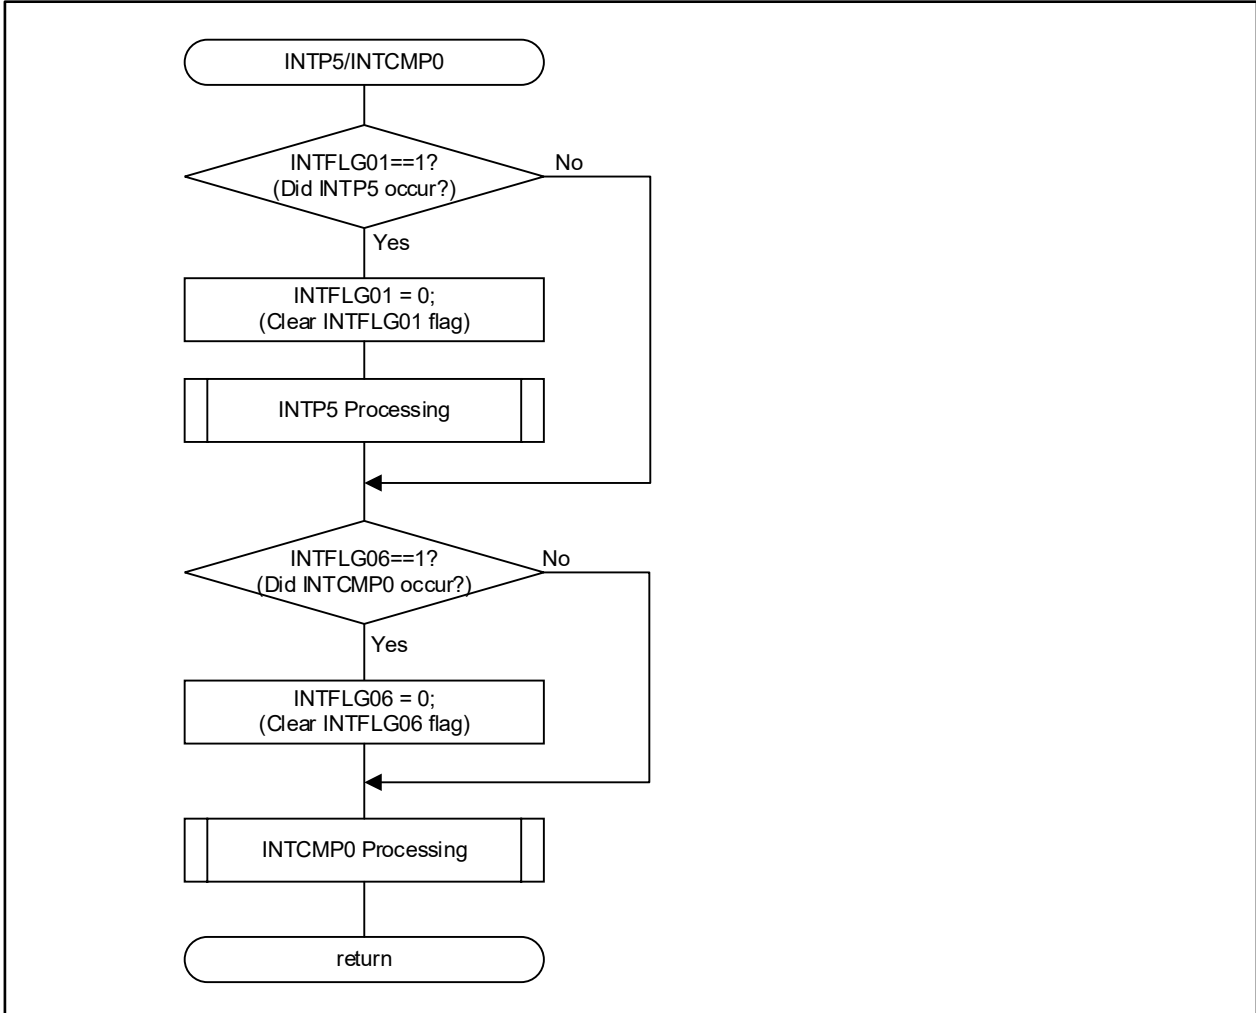 INTP5/INTCMP0
INTFLG01==1?
(Did INTP5 occur?)
No
Yes
INTFLG01 = 0;
(Clear INTFLG01 flag)
INTP5 Processing
INTFLG06==1?
(Did INTCMP0 occur?)
No
Yes
INTFLG06 = 0;
(Clear INTFLG06 flag)
INTCMP0 Processing
return